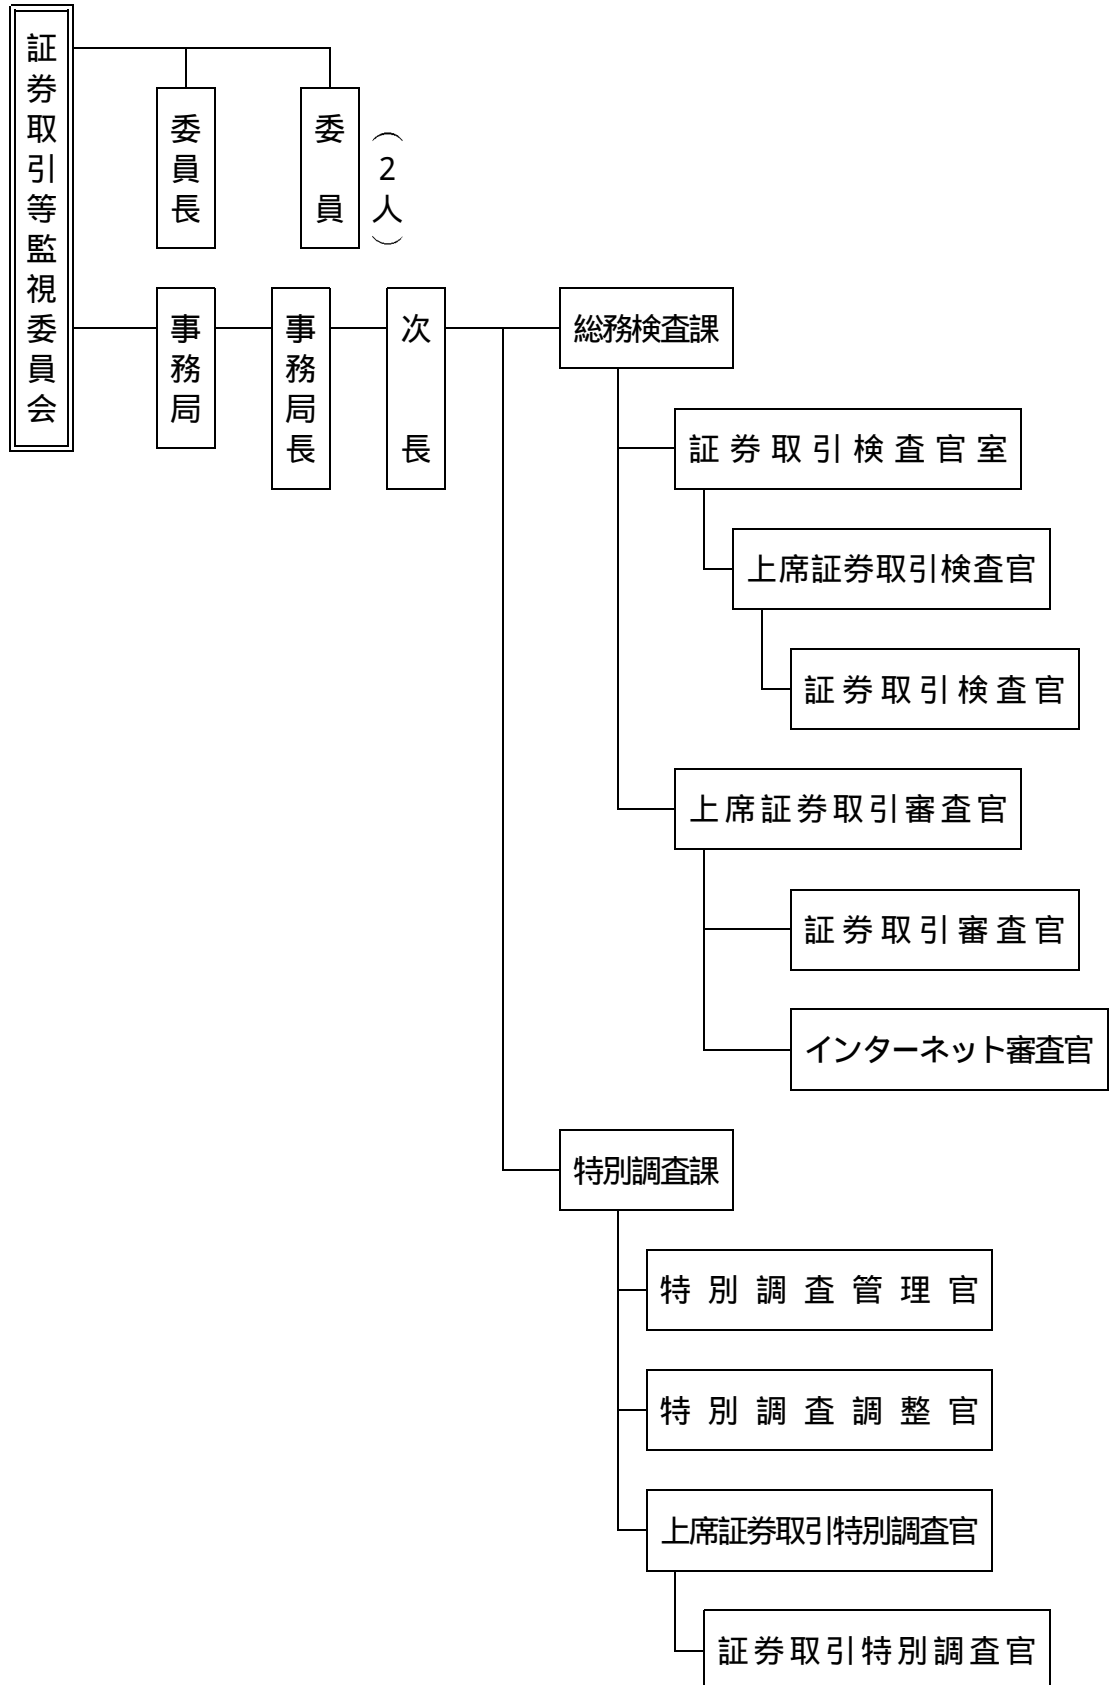 証券取引等監視委員会
委員長
委員
（2人）
事務局
事務局長
次長
総務検査課
証券取引検査官室
上席証券取引検査官
証券取引検査官
上席証券取引審査官
証券取引審査官
インターネット審査官
特別調査課
特別調査管理官
特別調査調整官
上席証券取引特別調査官
証券取引特別調査官